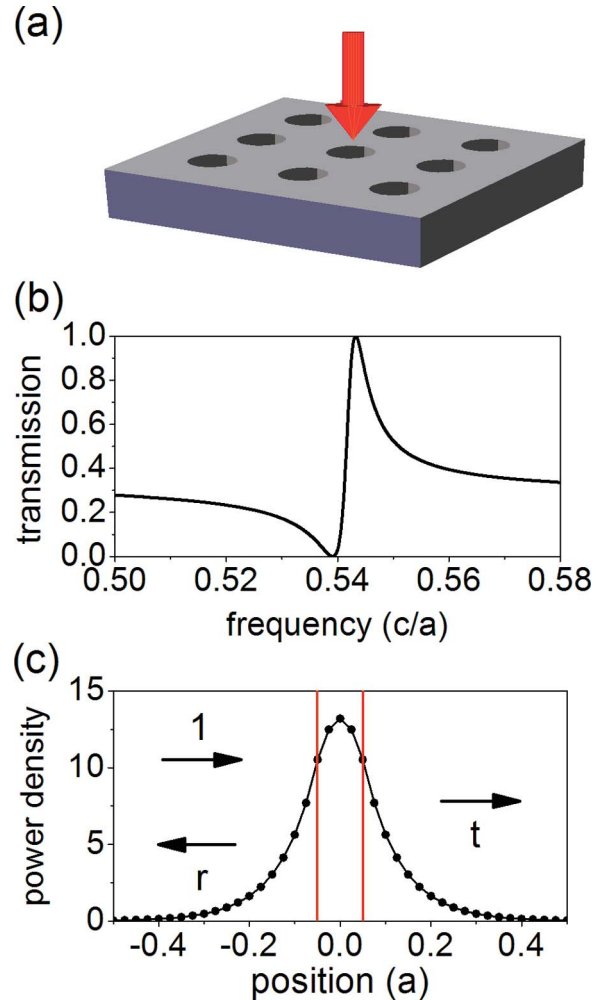 (a)
(b)
transmission
1.0
0.8
0.6
0.4
0.2
0.0
0.50 0.52 0.54 0.56 0.58
frequency (c/a)
(c)
power density
15
10
5
0
1
r
t
-0.4 -0.2 0.0 0.2 0.4
position (a)